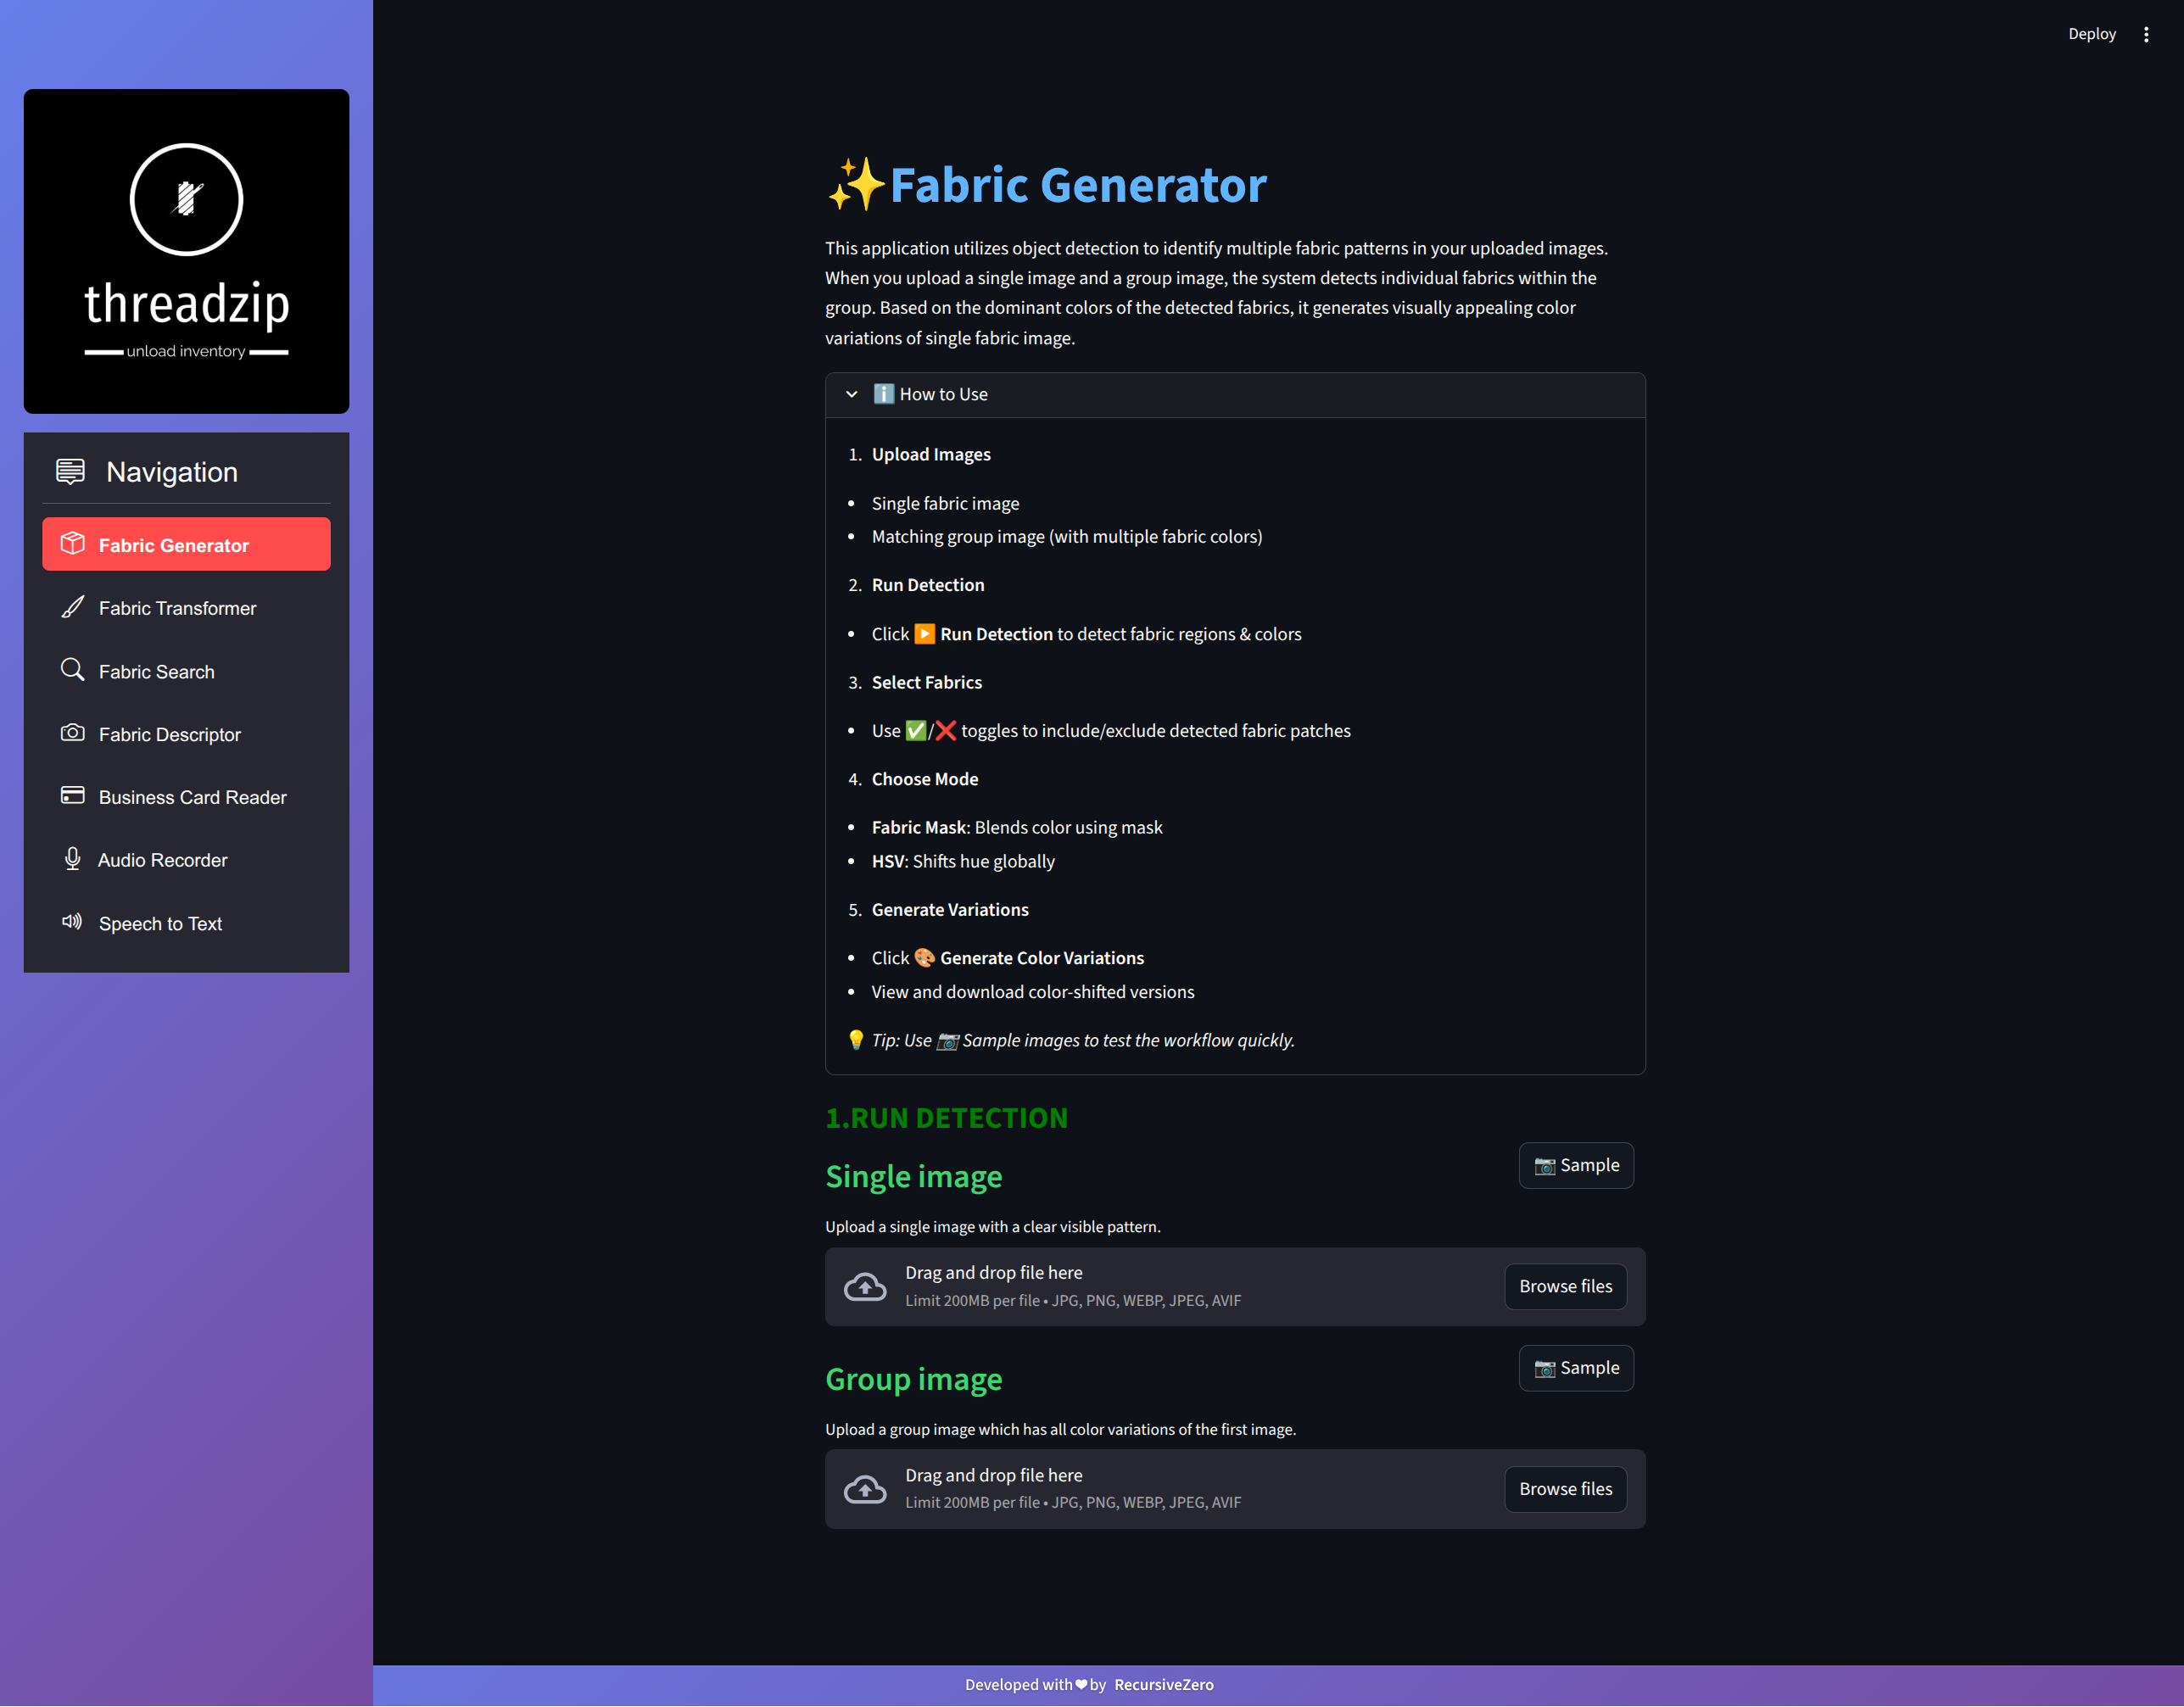 Deploy
threadzip
unload inventory
Navigation
Fabric Generator
Fabric Transformer
Fabric Search
Fabric Descriptor
Business Card Reader
Audio Recorder
Speech to Text
✨Fabric Generator
This application utilizes object detection to identify multiple fabric patterns in your uploaded images.
When you upload a single image and a group image, the system detects individual fabrics within the
group. Based on the dominant colors of the detected fabrics, it generates visually appealing color
variations of single fabric image.
ℹ️ How to Use
1. Upload Images
• Single fabric image
• Matching group image (with multiple fabric colors)
2. Run Detection
• Click ▶️ Run Detection to detect fabric regions & colors
3. Select Fabrics
• Use ✅/❌ toggles to include/exclude detected fabric patches
4. Choose Mode
• Fabric Mask: Blends color using mask
• HSV: Shifts hue globally
5. Generate Variations
• Click 🎨 Generate Color Variations
• View and download color-shifted versions
💡 Tip: Use 📷 Sample images to test the workflow quickly.
1.RUN DETECTION
Single image
📷 Sample
Upload a single image with a clear visible pattern.
Drag and drop file here
Limit 200MB per file • JPG, PNG, WEBP, JPEG, AVIF
Browse files
Group image
📷 Sample
Upload a group image which has all color variations of the first image.
Drag and drop file here
Limit 200MB per file • JPG, PNG, WEBP, JPEG, AVIF
Browse files
Developed with❤by RecursiveZero